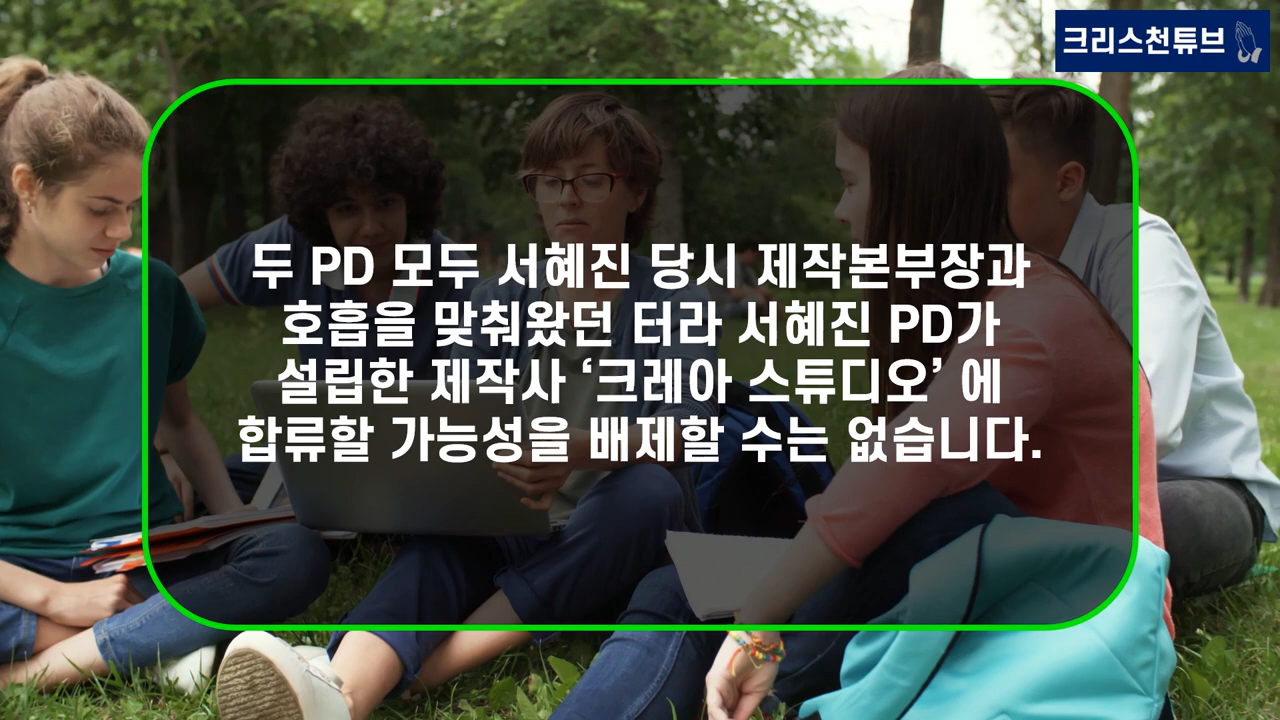 크리스천튜브
두 PD 모두 서혜진 당시 제작본부장과
호흡을 맞춰왔던 터라 서혜진 PD가
설립한 제작사 ‘크레아 스튜디오’ 에
합류할 가능성을 배제할 수는 없습니다.